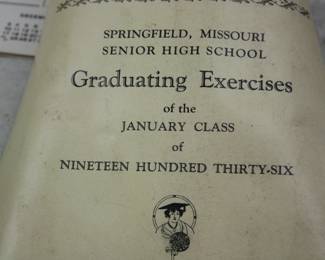 SPRINGFIELD, MISSOURI
SENIOR HIGH SCHOOL
Graduating Exercises
of the
JANUARY CLASS
of
NINETEEN HUNDRED THIRTY-SIX